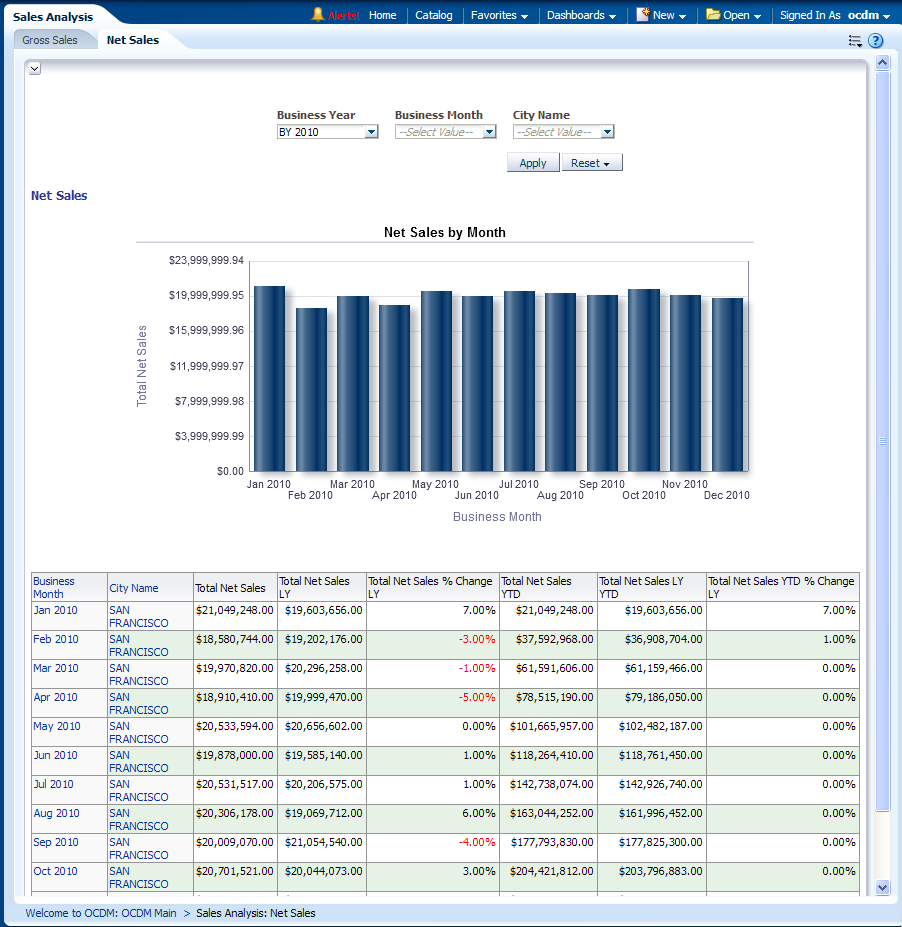 Sales Analysis
Alerts! Home Catalog Favorites Dashboards New Open Signed In As ocdm
Gross Sales Net Sales
Business Year Business Month City Name
BY 2010 --Select Value-- --Select Value--
Apply Reset
Net Sales
Net Sales by Month
$23,999,999.94
$19,999,999.95
$15,999,999.96
$11,999,999.97
$7,999,999.98
$3,999,999.99
$0.00
Total Net Sales
Jan 2010 Mar 2010 May 2010 Jul 2010 Sep 2010 Nov 2010
Feb 2010 Apr 2010 Jun 2010 Aug 2010 Oct 2010 Dec 2010
Business Month
Business Month City Name Total Net Sales Total Net Sales LY Total Net Sales % Change LY Total Net Sales YTD Total Net Sales LY YTD Total Net Sales YTD % Change LY
Jan 2010 SAN FRANCISCO $21,049,248.00 $19,603,656.00 7.00% $21,049,248.00 $19,603,656.00 7.00%
Feb 2010 SAN FRANCISCO $18,580,744.00 $19,202,176.00 -3.00% $37,592,968.00 $36,908,704.00 1.00%
Mar 2010 SAN FRANCISCO $19,970,820.00 $20,296,258.00 -1.00% $61,591,606.00 $61,159,466.00 0.00%
Apr 2010 SAN FRANCISCO $18,910,410.00 $19,999,470.00 -5.00% $78,515,190.00 $79,186,050.00 0.00%
May 2010 SAN FRANCISCO $20,533,594.00 $20,656,602.00 0.00% $101,665,957.00 $102,482,187.00 0.00%
Jun 2010 SAN FRANCISCO $19,878,000.00 $19,585,140.00 1.00% $118,264,410.00 $118,761,450.00 0.00%
Jul 2010 SAN FRANCISCO $20,531,517.00 $20,206,575.00 1.00% $142,738,074.00 $142,926,740.00 0.00%
Aug 2010 SAN FRANCISCO $20,306,178.00 $19,069,712.00 6.00% $163,044,252.00 $161,996,452.00 0.00%
Sep 2010 SAN FRANCISCO $20,009,070.00 $21,054,540.00 -4.00% $177,793,830.00 $177,825,300.00 0.00%
Oct 2010 SAN FRANCISCO $20,701,521.00 $20,044,073.00 3.00% $204,421,812.00 $203,796,883.00 0.00%
Welcome to OCDM: OCDM Main > Sales Analysis: Net Sales